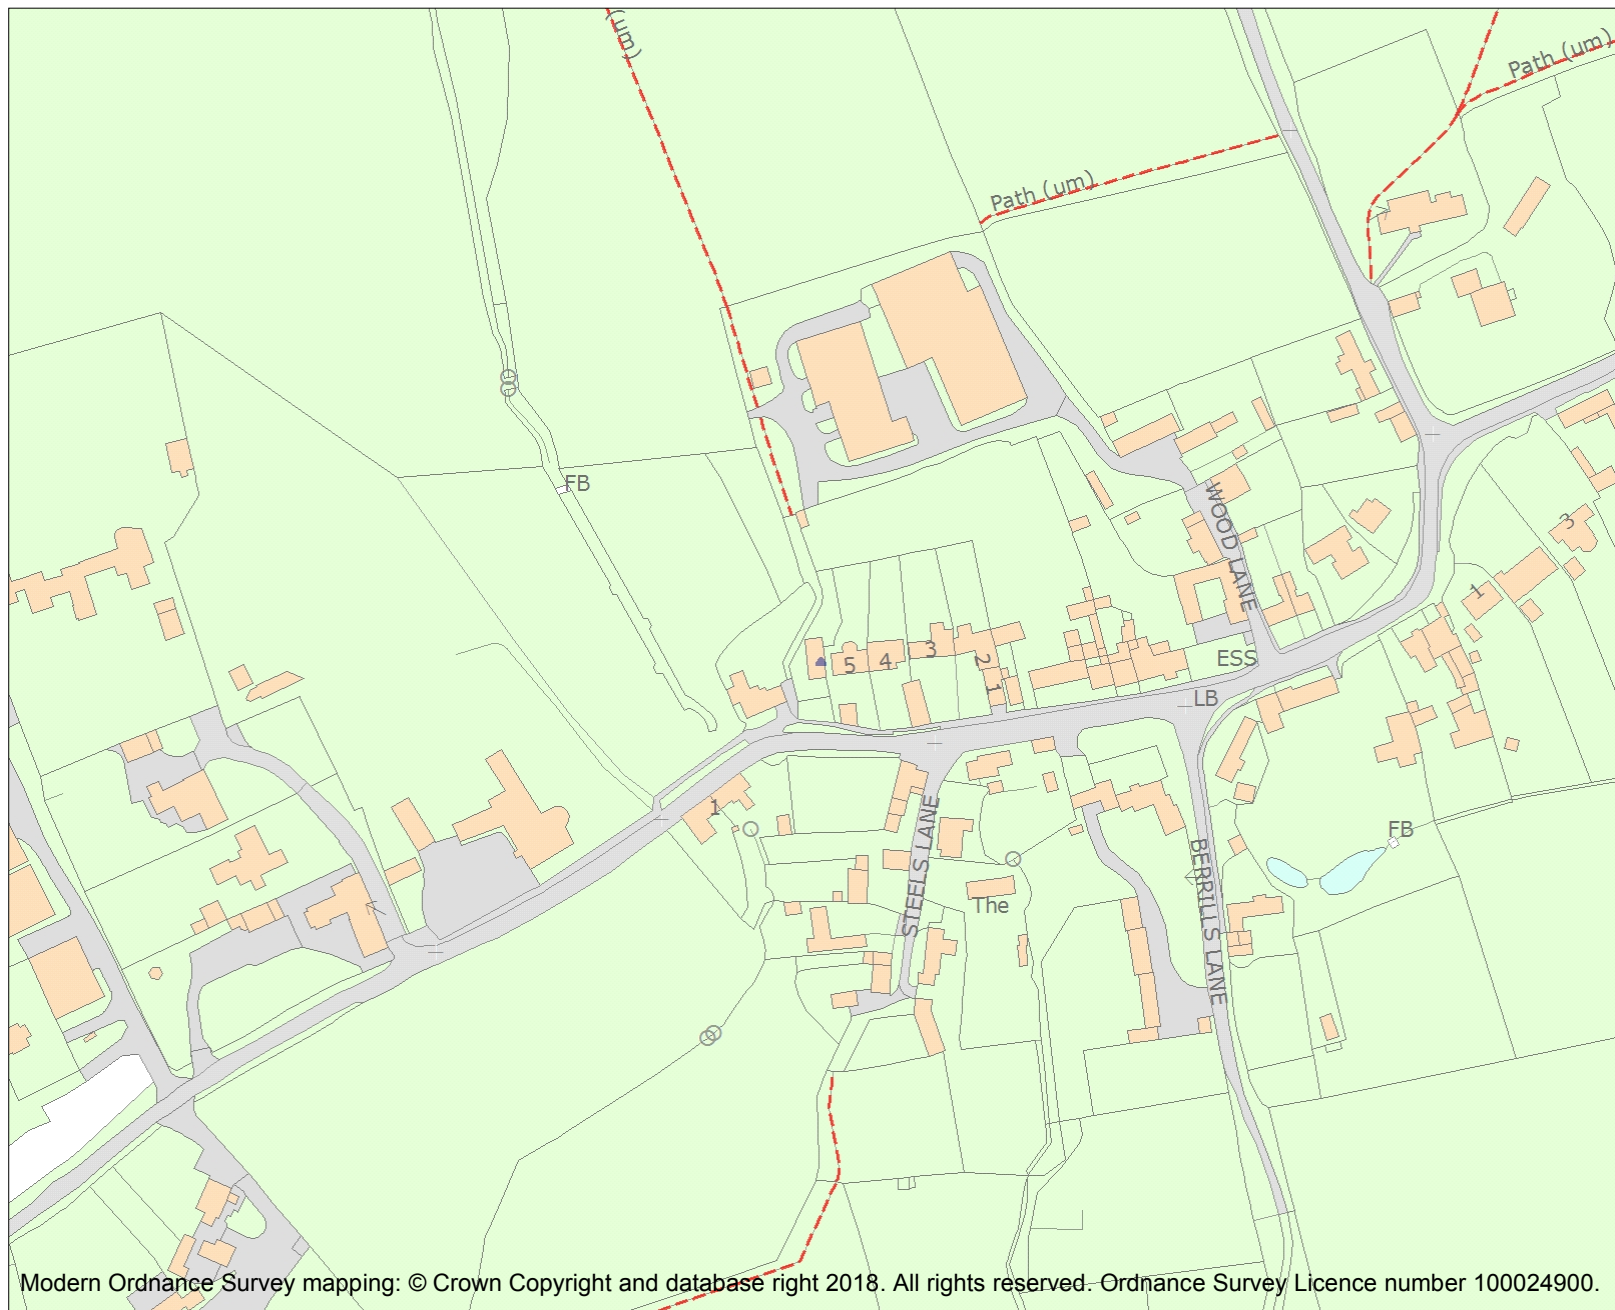 (um)
Path (um)
Path (um)
FB
WOOD LANE
3
1
5
4
3
2
1
ESS
LB
1
STEELS LANE
FB
BERRILLS LANE
The
Modern Ordnance Survey mapping: © Crown Copyright and database right 2018. All rights reserved. Ordnance Survey Licence number 100024900.